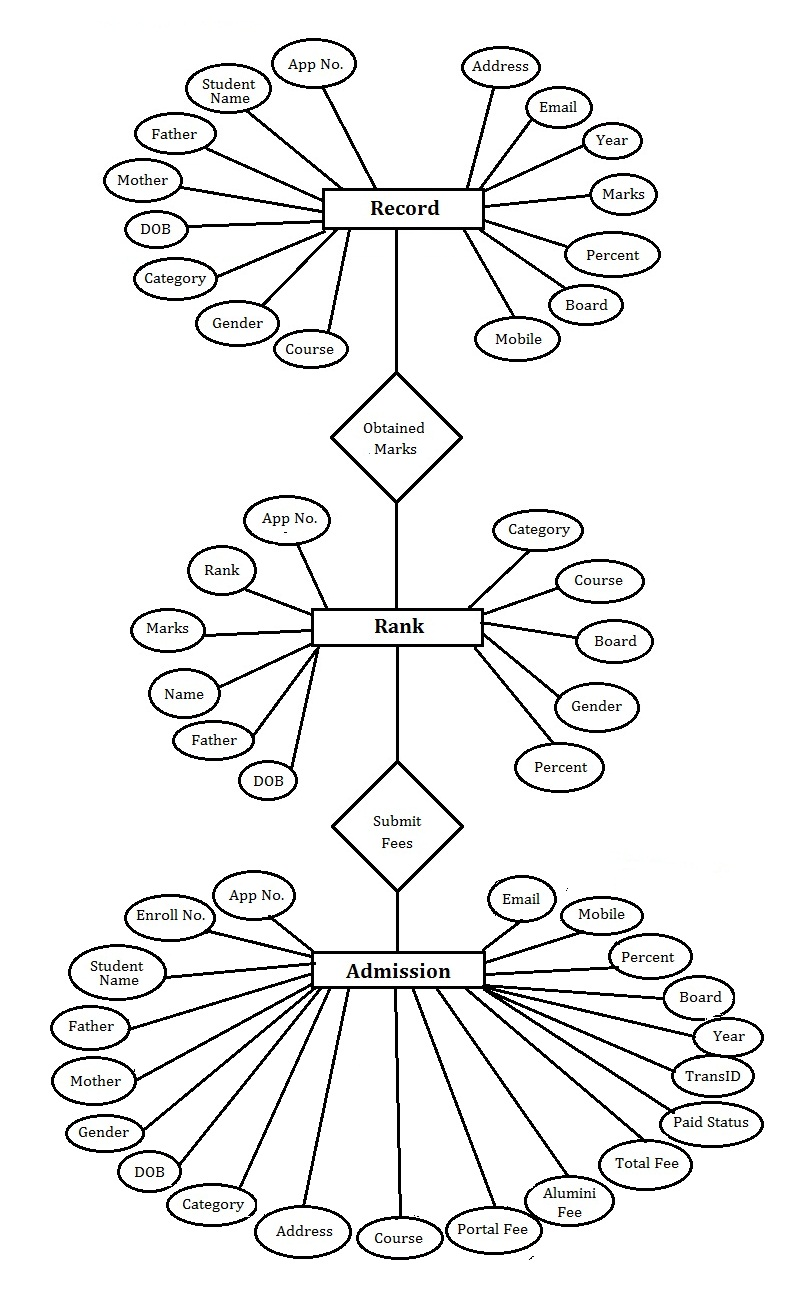 App No.
Address
Student
Name
Email
Father
Year
Mother
Marks
Record
DOB
Percent
Category
Board
Gender
Mobile
Course
Obtained
Marks
App No.
Category
Rank
Course
Marks
Rank
Board
Name
Gender
Father
Percent
DOB
Submit
Fees
App No.
Email
Enroll No.
Mobile
Percent
Student
Name
Admission
Board
Father
Year
Mother
TransID
Gender
Paid Status
DOB
Total Fee
Category
Alumini
Fee
Address
Course
Portal Fee